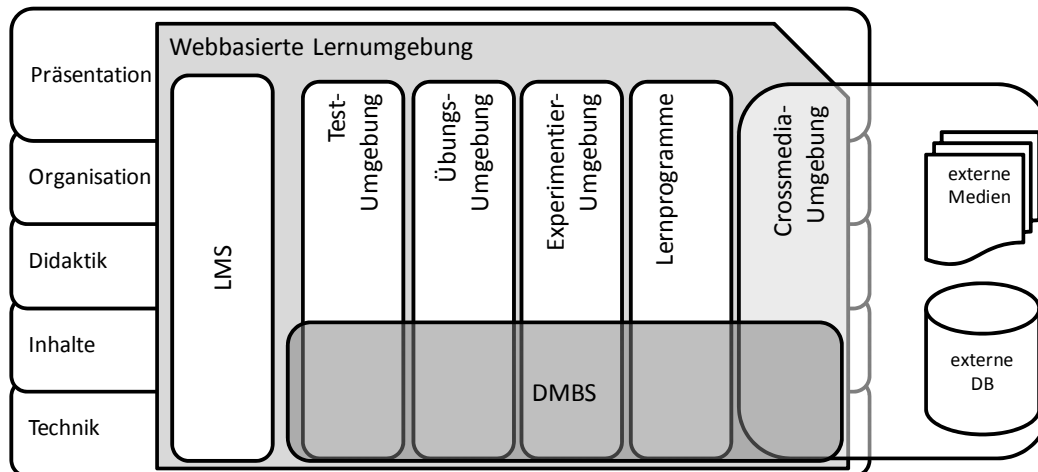 Webbasierte Lernumgebung
Präsentation
Organisation
Didaktik
Inhalte
Technik
LMS
Test-
Umgebung
Übungs-
Umgebung
Experimentier-
Umgebung
Lernprogramme
Crossmedia-
Umgebung
DMBS
externe
Medien
externe
DB